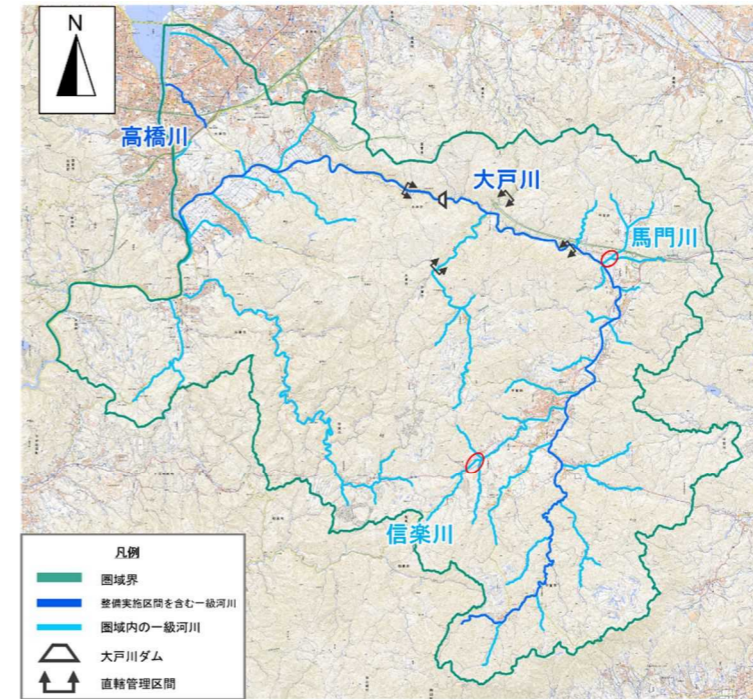 N
高橋川
大戸川
馬門川
信楽川
凡例
圏域界
整備実施区間を含む一級河川
圏域内の一級河川
大戸川ダム
直轄管理区間